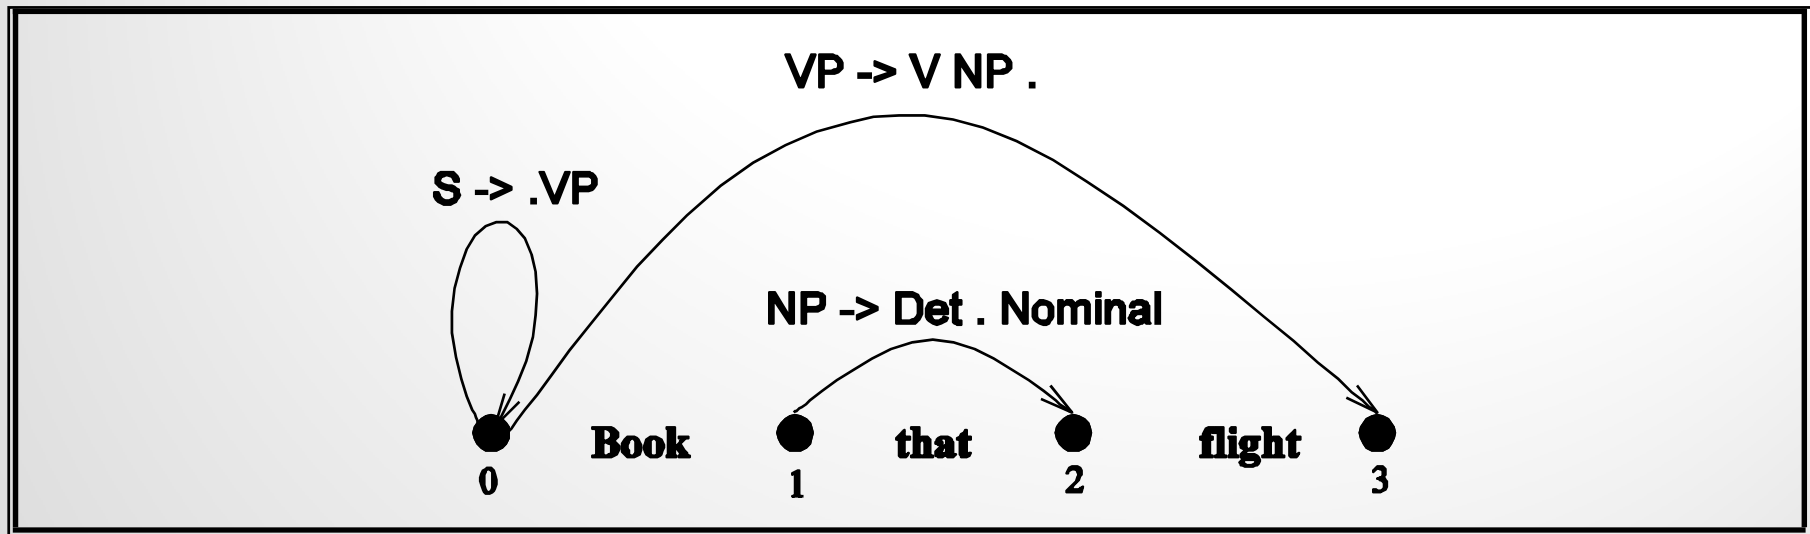 VP -> V NP .
S -> .VP
NP -> Det . Nominal
Book that flight
0 1 2 3